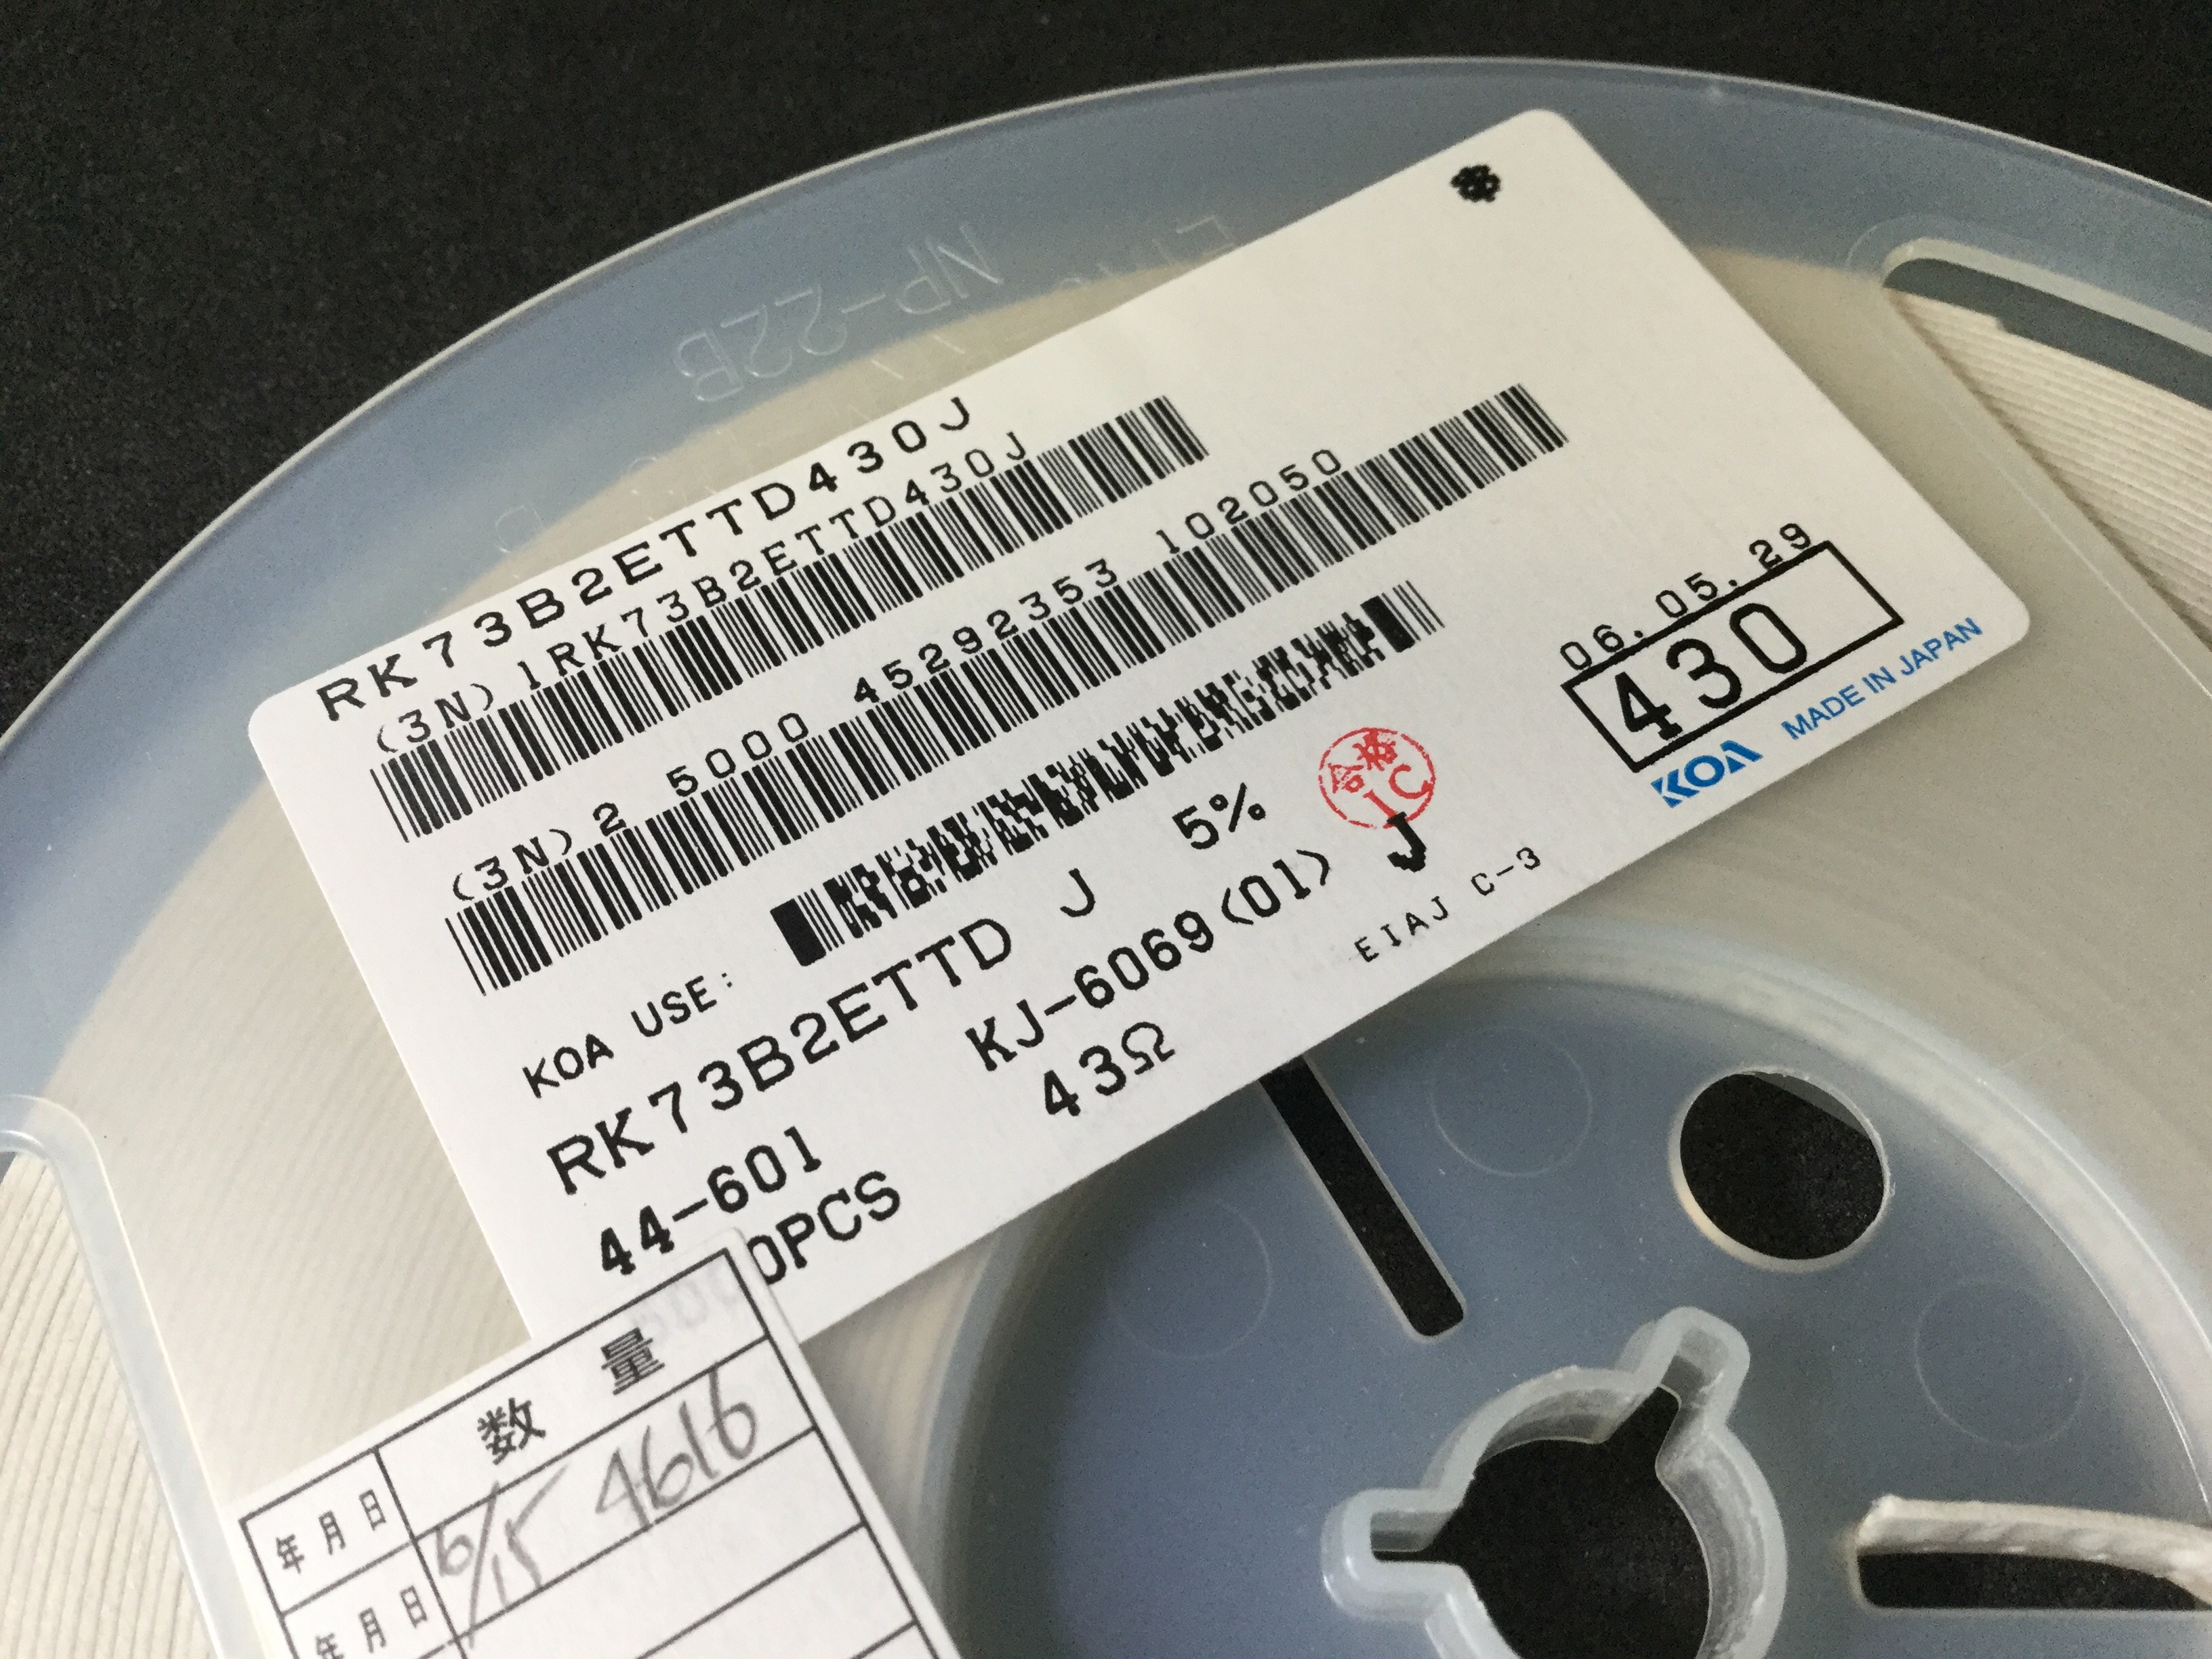 NP-22B
RK73B2ETTD430J
(3N)1RK73B2ETTD430J
(3N)2 5000 45292353 102050
KOA USE:
RK73B2ETTD J 5%
合格
IC
44-601 KJ-6069(01) J
0PCS 43Ω
EIAJ C-3
06.05.29
430
KOA MADE IN JAPAN
数量
年月日 6/15 4616
年月日